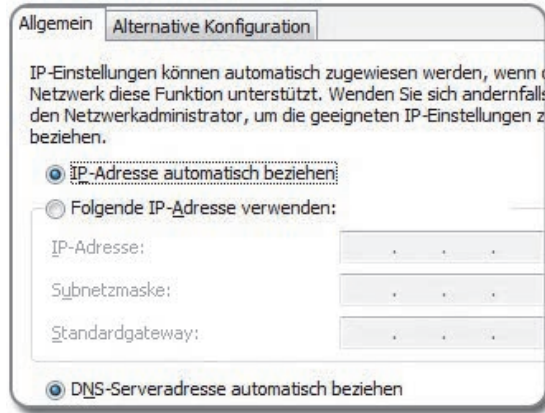 Allgemein Alternative Konfiguration
IP-Einstellungen können automatisch zugewiesen werden, wenn
Netzwerk diese Funktion unterstützt. Wenden Sie sich andernfalls
den Netzwerkadministrator, um die geeigneten IP-Einstellungen
beziehen.
IP-Adresse automatisch beziehen
Folgende IP-Adresse verwenden:
IP-Adresse: . . .
Subnetzmaske: . . .
Standardgateway: . . .
DNS-Serveradresse automatisch beziehen